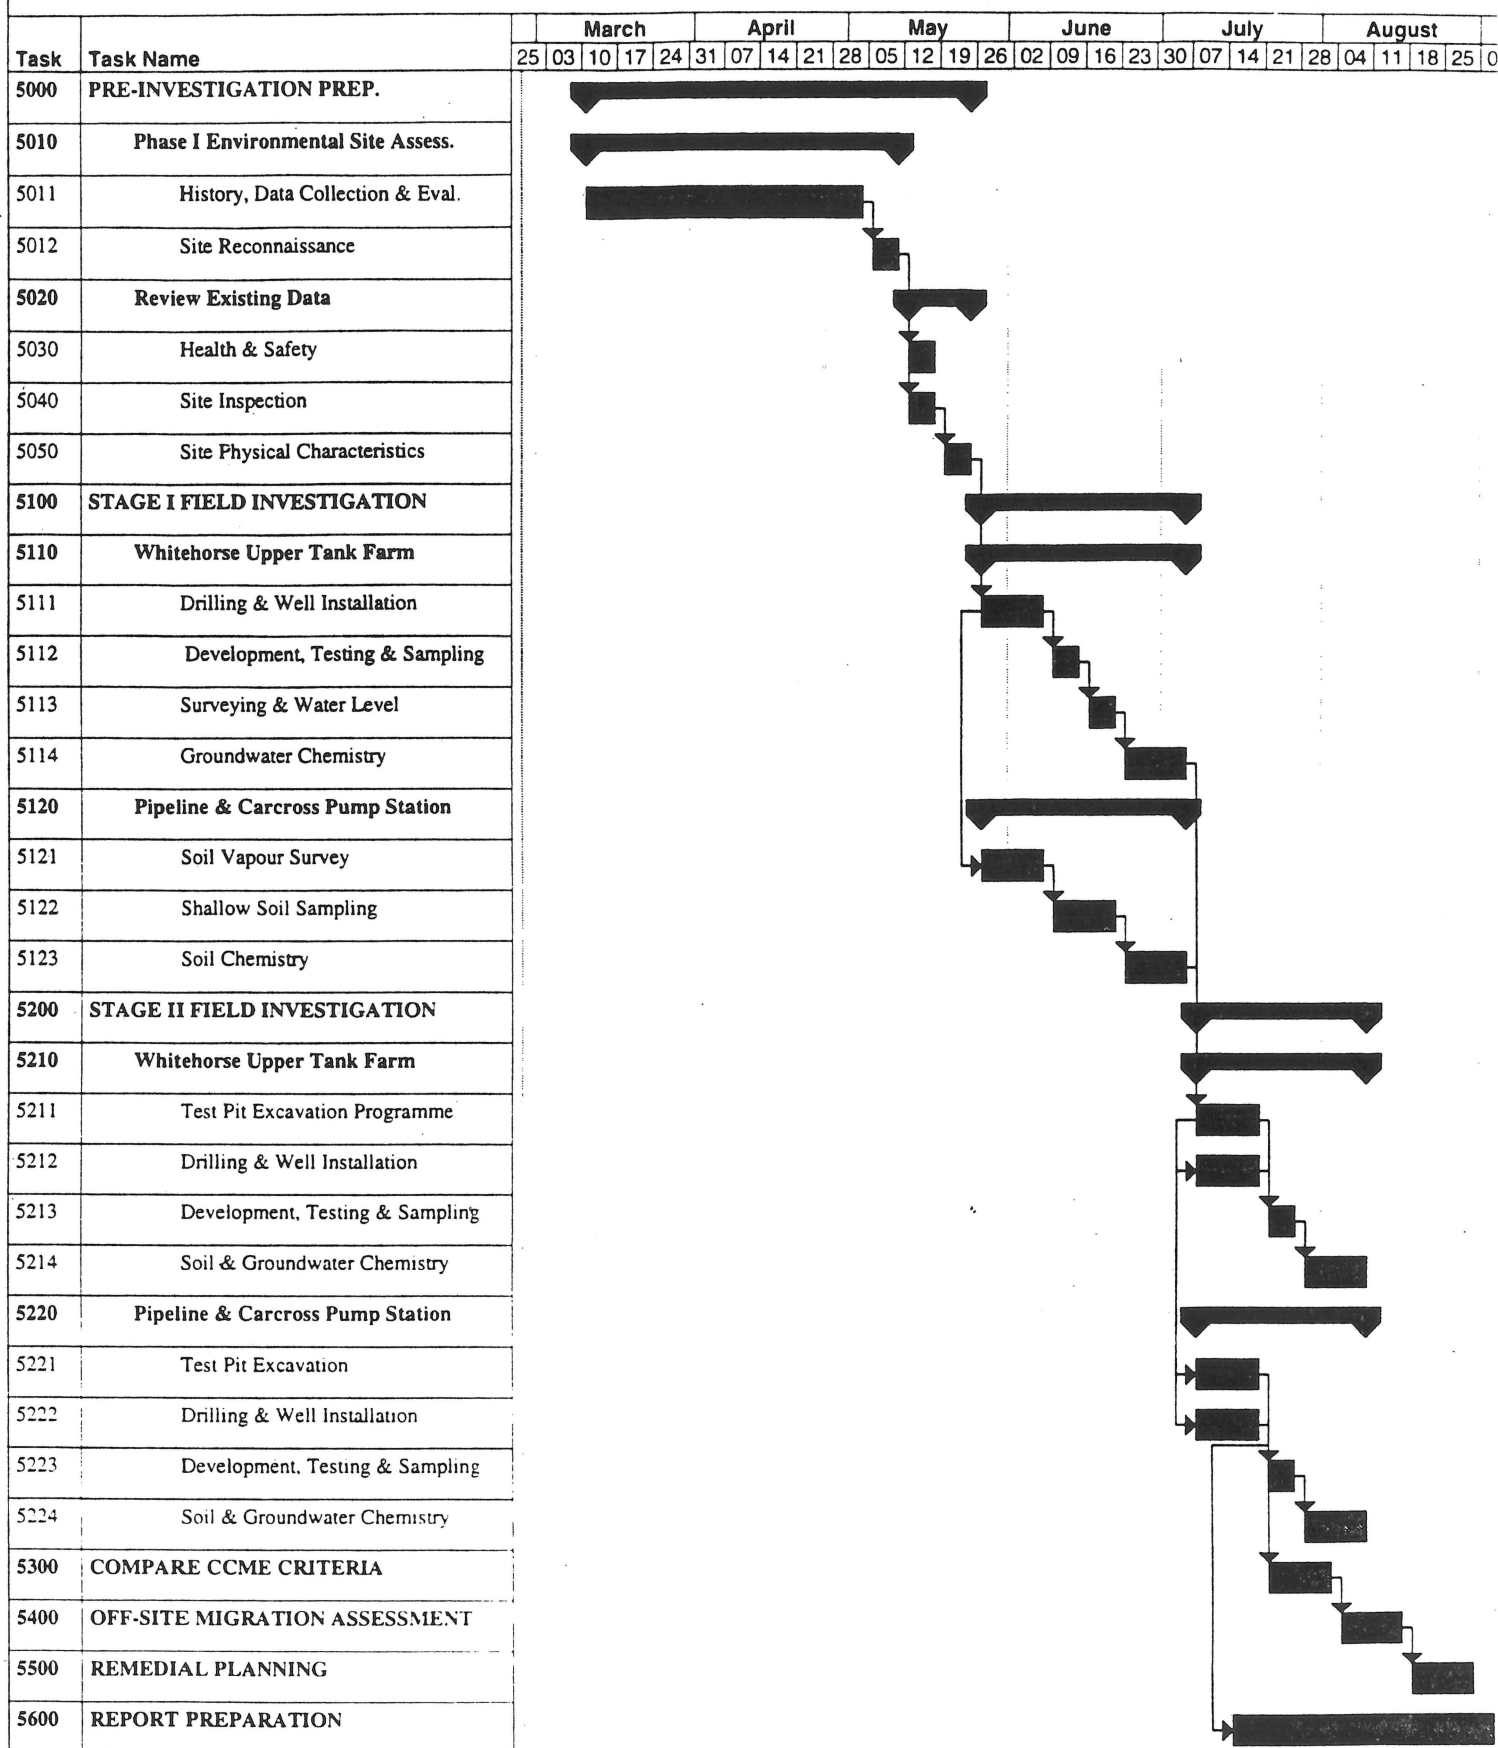 March April May June July August
Task Task Name 25 03 10 17 24 31 07 14 21 28 05 12 19 26 02 09 16 23 30 07 14 21 28 04 11 18 25 0
5000 PRE-INVESTIGATION PREP.
5010 Phase I Environmental Site Assess.
5011 History, Data Collection & Eval.
5012 Site Reconnaissance
5020 Review Existing Data
5030 Health & Safety
5040 Site Inspection
5050 Site Physical Characteristics
5100 STAGE I FIELD INVESTIGATION
5110 Whitehorse Upper Tank Farm
5111 Drilling & Well Installation
5112 Development, Testing & Sampling
5113 Surveying & Water Level
5114 Groundwater Chemistry
5120 Pipeline & Carcross Pump Station
5121 Soil Vapour Survey
5122 Shallow Soil Sampling
5123 Soil Chemistry
5200 STAGE II FIELD INVESTIGATION
5210 Whitehorse Upper Tank Farm
5211 Test Pit Excavation Programme
5212 Drilling & Well Installation
5213 Development, Testing & Sampling
5214 Soil & Groundwater Chemistry
5220 Pipeline & Carcross Pump Station
5221 Test Pit Excavation
5222 Drilling & Well Installation
5223 Development, Testing & Sampling
5224 Soil & Groundwater Chemistry
5300 COMPARE CCME CRITERIA
5400 OFF-SITE MIGRATION ASSESSMENT
5500 REMEDIAL PLANNING
5600 REPORT PREPARATION